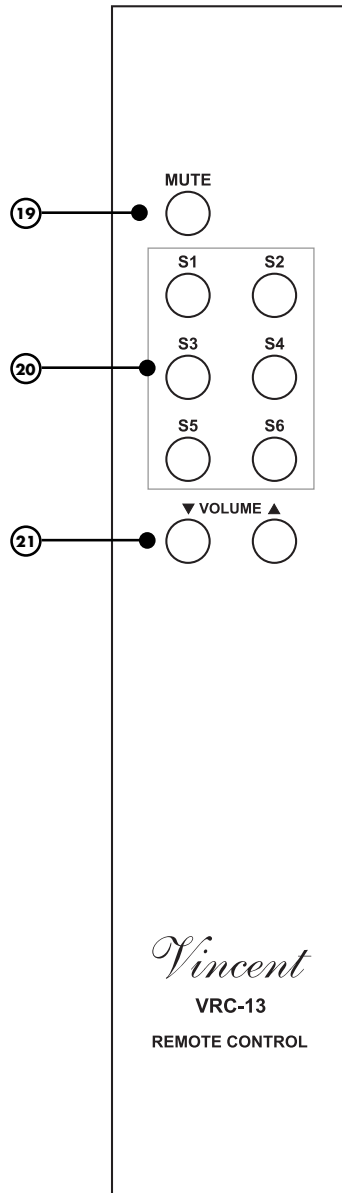 MUTE
19
S1 S2
20
S3 S4
S5 S6
▼ VOLUME ▲
21
Vincent
VRC-13
REMOTE CONTROL